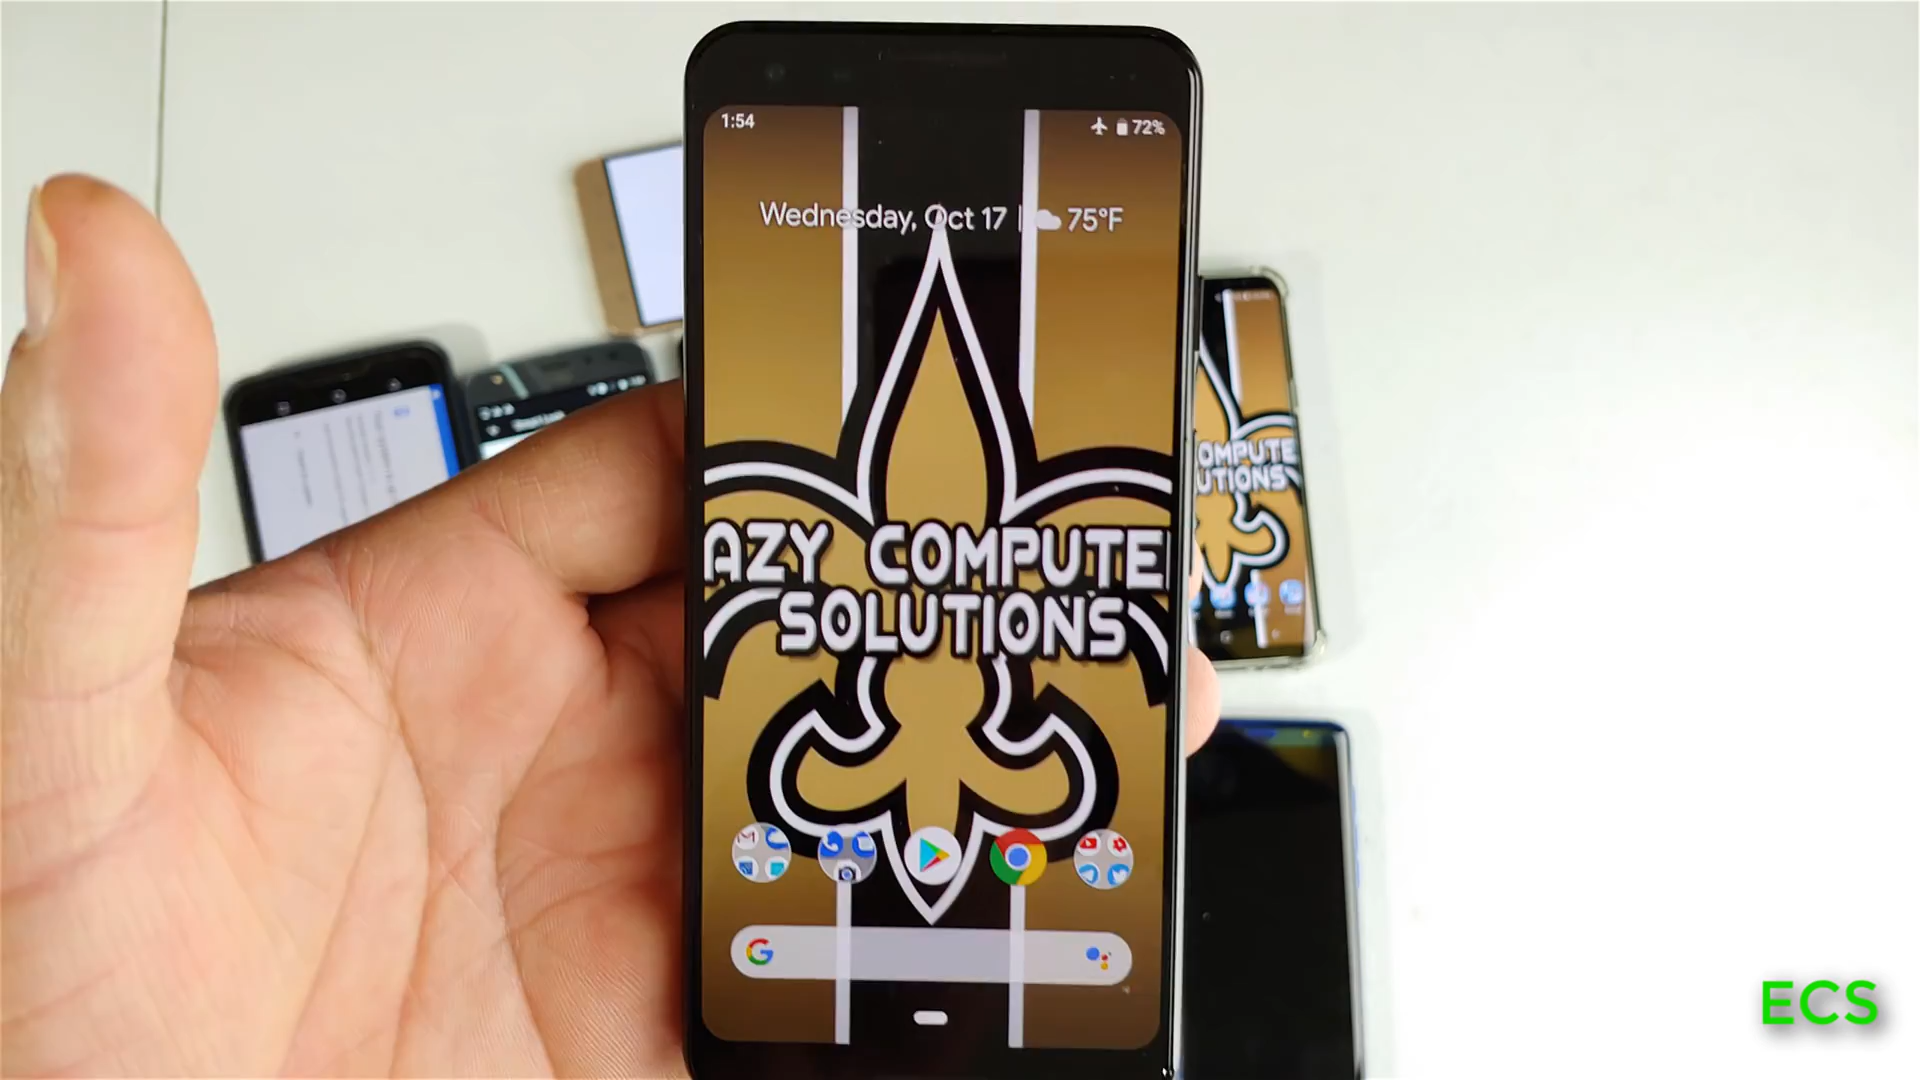 1:54
72%
Wednesday, Oct 17 | 75°F
AZY COMPUTE
SOLUTIONS
G
OMPUTE
UTIONS
ECS